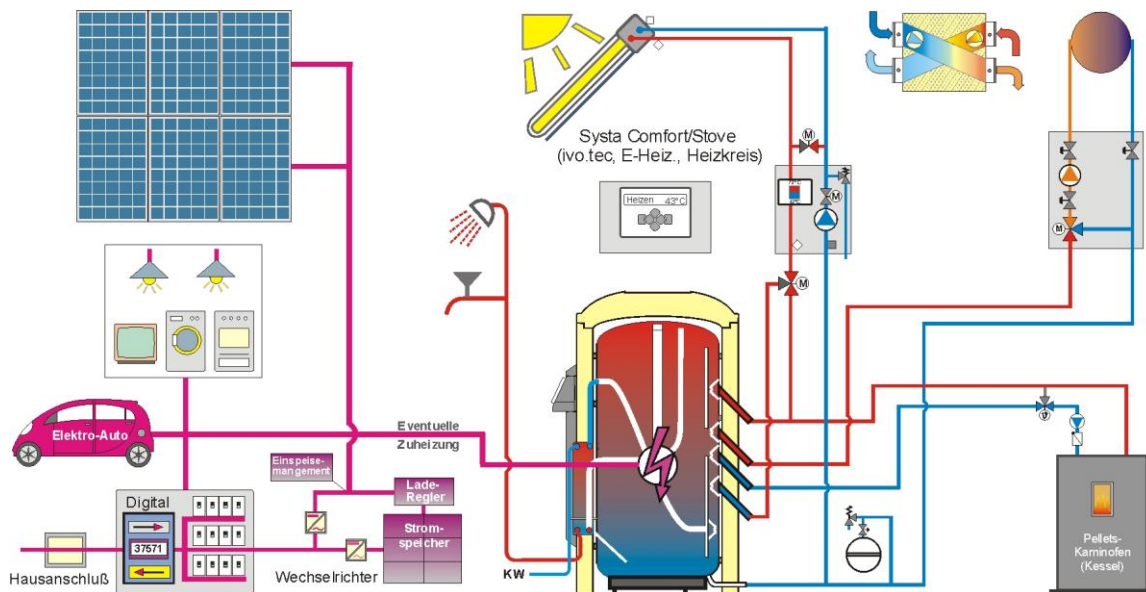 Systa Comfort/Stove
(ivo.tec, E-Heiz., Heizkreis)
Heizen 43°C
M
M
M
M
Elektro-Auto
Eventuelle
Zuheizung
Einspeise-
mangement
Lade-
Regler
Digital
37571
Strom-
speicher
Hausanschluß
Wechselrichter
KW
Pellets-
Kaminofen
(Kessel)